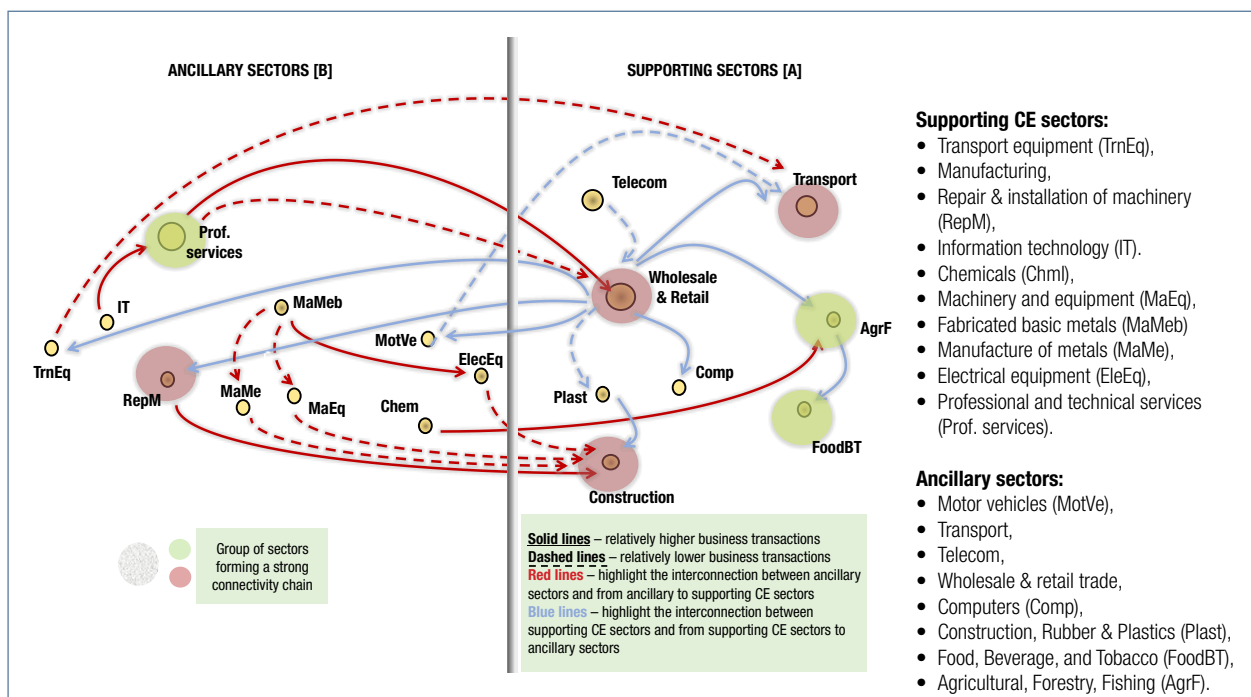 ANCILLARY SECTORS [B]
SUPPORTING SECTORS [A]
Prof.
services
IT
TrnEq
MaMeb
MotVe
ElecEq
RepM
MaMe
MaEq
Chem
Telecom
Transport
Wholesale
& Retail
AgrF
Comp
Plast
FoodBT
Construction
Group of sectors
forming a strong
connectivity chain
Solid lines – relatively higher business transactions
Dashed lines – relatively lower business transactions
Red lines – highlight the interconnection between ancillary
sectors and from ancillary to supporting CE sectors
Blue lines – highlight the interconnection between
supporting CE sectors and from supporting CE sectors to
ancillary sectors
Supporting CE sectors:
• Transport equipment (TrnEq),
• Manufacturing,
• Repair & installation of machinery
(RepM),
• Information technology (IT).
• Chemicals (Chml),
• Machinery and equipment (MaEq),
• Fabricated basic metals (MaMeb)
• Manufacture of metals (MaMe),
• Electrical equipment (EleEq),
• Professional and technical services
(Prof. services).
Ancillary sectors:
• Motor vehicles (MotVe),
• Transport,
• Telecom,
• Wholesale & retail trade,
• Computers (Comp),
• Construction, Rubber & Plastics (Plast),
• Food, Beverage, and Tobacco (FoodBT),
• Agricultural, Forestry, Fishing (AgrF).